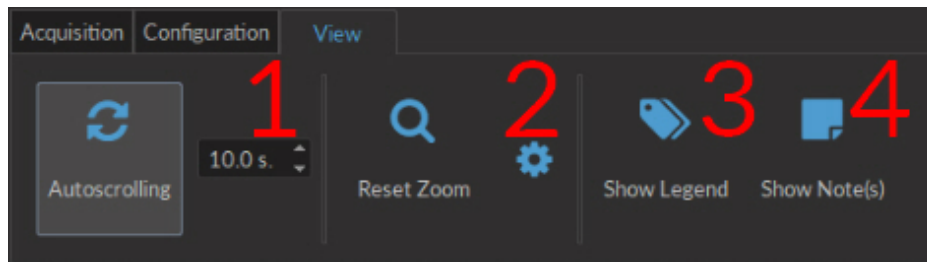 Acquisition Configuration View
1 2 3 4
10.0 s.
Autoscrolling Reset Zoom Show Legend Show Note(s)